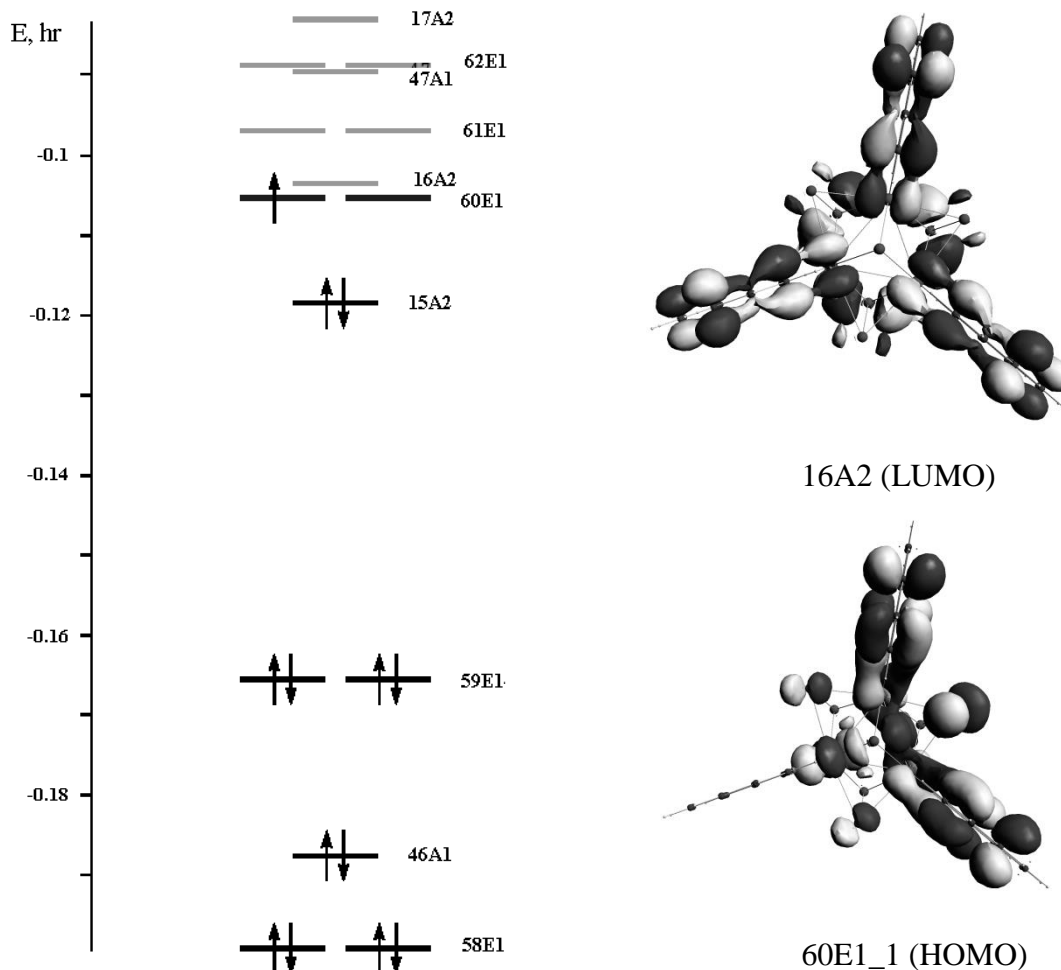 E, hr
17A2
62E1
47A1
-0.1
61E1
16A2
60E1
-0.12
15A2
-0.14
16A2 (LUMO)
-0.16
59E1
-0.18
46A1
58E1
60E1_1 (HOMO)